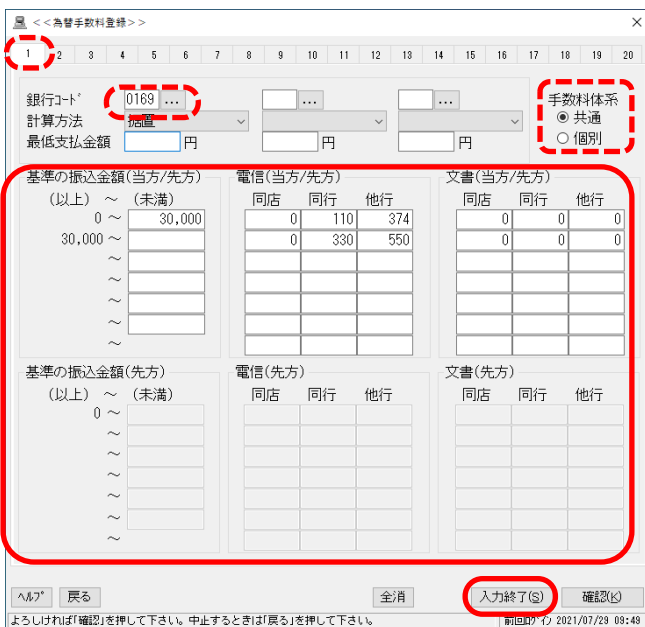 <<為替手数料登録>>
1 2 3 4 5 6 7 8 9 10 11 12 13 14 15 16 17 18 19 20
銀行ｺｰﾄﾞ 0169 ... ... ...
手数料体系
計算方法 据置
共通
最低支払金額 円 円 円
個別
基準の振込金額(当方/先方) 電信(当方/先方) 文書(当方/先方)
(以上) ～ (未満) 同店 同行 他行 同店 同行 他行
0 ～ 30,000 0 110 374 0 0 0
30,000 ～ 0 330 550 0 0 0
～
～
～
～
～
基準の振込金額(先方) 電信(先方) 文書(先方)
(以上) ～ (未満) 同店 同行 他行 同店 同行 他行
0 ～
～
～
～
～
～
～
ﾍﾙﾌﾟ 戻る 全消 入力終了(S) 確認(K)
よろしければ｢確認｣を押して下さい。中止するときは｢戻る｣を押して下さい。 前回ﾛｸﾞｲﾝ 2021/07/29 09:49